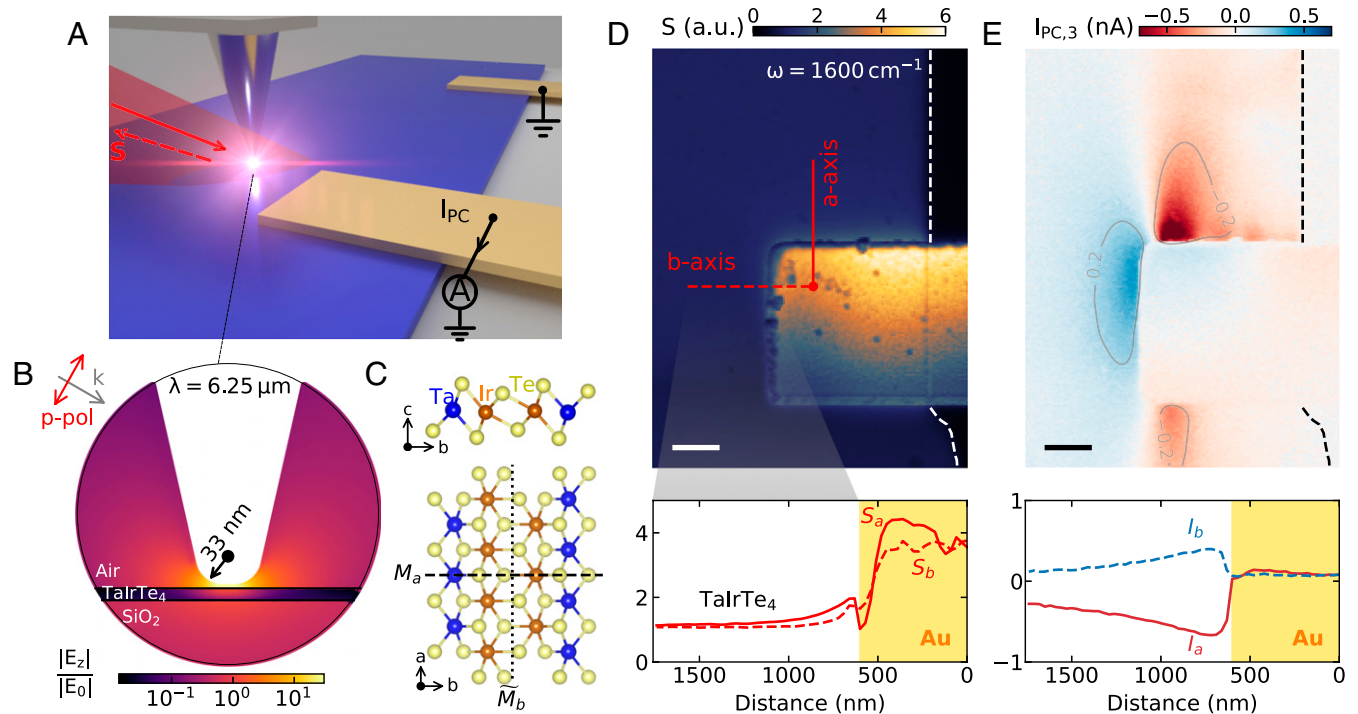 A
S
I_PC
A
B
λ = 6.25 μm
k
p-pol
33 nm
Air
TaIrTe₄
SiO₂
|E_z|
|E₀|
10⁻¹ 10⁰ 10¹
C
Ta Ir Te
c
b
M_a
a
b
M̃_b
D
S (a.u.)
0 2 4 6
ω = 1600 cm⁻¹
a-axis
b-axis
4
2
0
S_a
S_b
TaIrTe₄
Au
1500 1000 500 0
Distance (nm)
E
I_PC,3 (nA)
−0.5 0.0 0.5
−0.2
0.2
−0.2
1
0
−1
I_b
I_a
Au
1500 1000 500 0
Distance (nm)